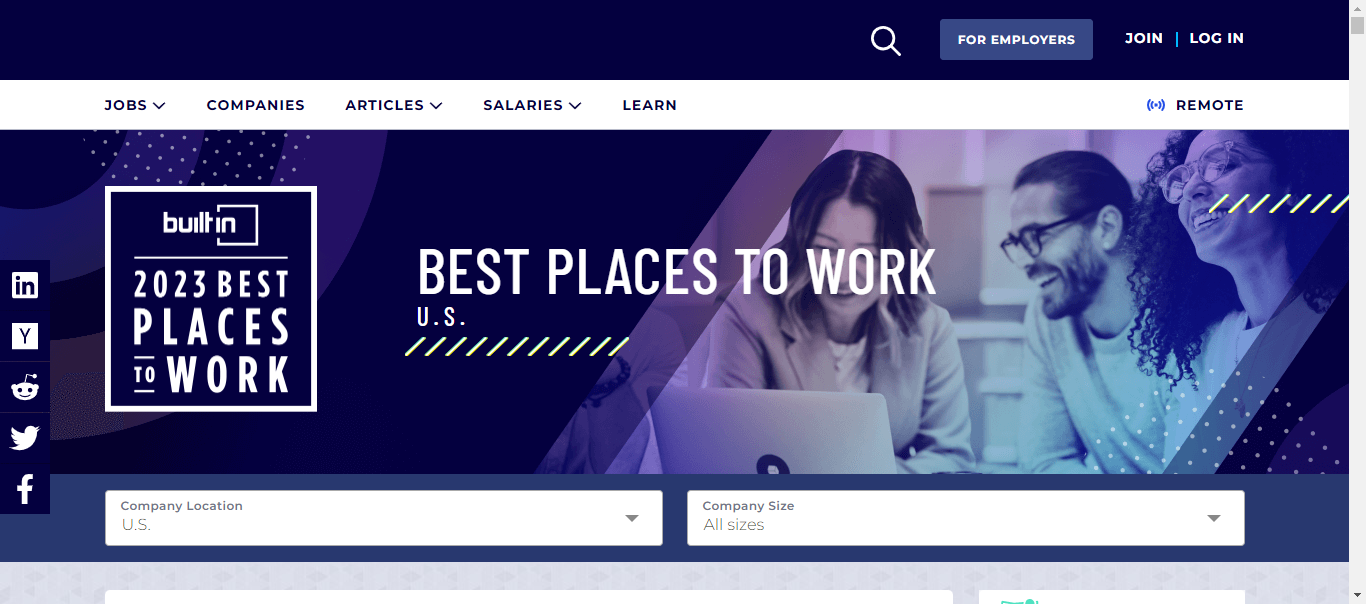 FOR EMPLOYERS
JOIN | LOG IN
JOBS
COMPANIES
ARTICLES
SALARIES
LEARN
REMOTE
builtin
2023 BEST
PLACES
TO WORK
BEST PLACES TO WORK
U.S.
in
Y
f
Company Location
U.S.
Company Size
All sizes